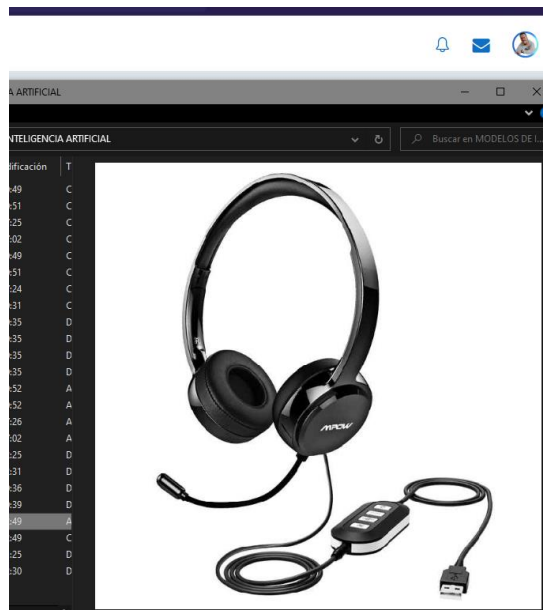 A ARTIFICIAL
NTELIGENCIA ARTIFICIAL
Buscar en MODELOS DE I...
dificación T
:49 C
:51 C
:25 C
:02 C
:49 C
:51 C
:24 C
:31 C
:35 D
:35 D
:35 D
:35 D
:52 A
:52 A
:26 A
:02 A
:25 D
:31 D
:36 D
:39 D
:49 A
:49 C
:25 D
:30 D
MPOW